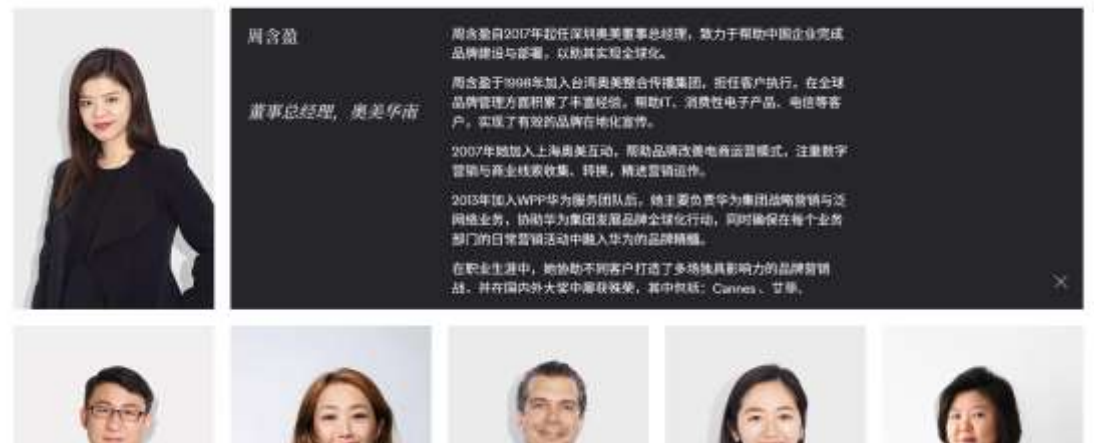 周含盈
董事总经理，奥美华南
周含盈自2017年起任深圳奥美董事总经理，致力于帮助中国企业完成
品牌建设与部署，以助其实现全球化。
周含盈于1998年加入台湾奥美整合传播集团，担任客户执行。在全球
品牌管理方面积累了丰富经验，帮助IT、消费性电子产品、电信等客
户，实现了有效的品牌在地化宣传。
2007年她加入上海奥美互动，帮助品牌改善电商运营模式，注重数字
营销与商业线索收集、转换，精进营销运作。
2013年加入WPP华为服务团队后，她主要负责华为集团战略营销与泛
网络业务，协助华为集团发展品牌全球化行动，同时确保在每个业务
部门的日常营销活动中融入华为的品牌精髓。
在职业生涯中，她协助不同客户打造了多场独具影响力的品牌营销
战，并在国内外大奖中屡获殊荣，其中包括：Cannes、艾菲。